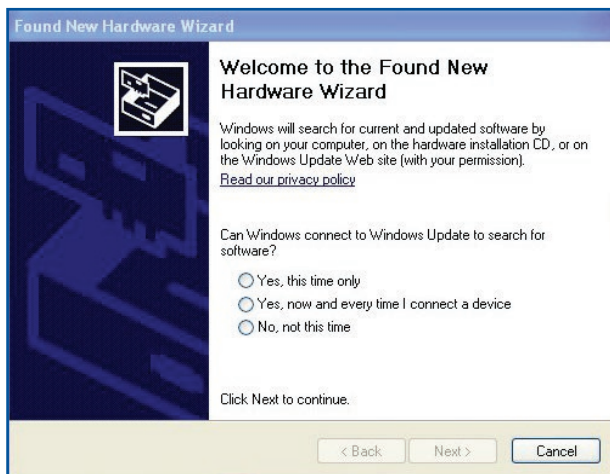 Found New Hardware Wizard
Welcome to the Found New
Hardware Wizard
Windows will search for current and updated software by
looking on your computer, on the hardware installation CD, or on
the Windows Update Web site (with your permission).
Read our privacy policy
Can Windows connect to Windows Update to search for
software?
Yes, this time only
Yes, now and every time I connect a device
No, not this time
Click Next to continue.
< Back Next > Cancel